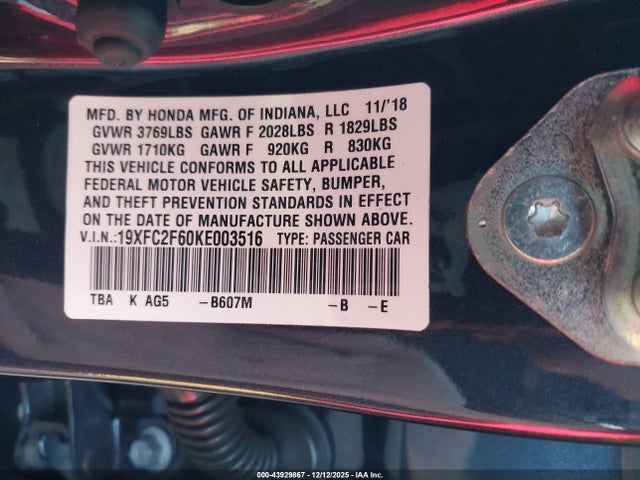 MFD. BY HONDA MFG. OF INDIANA, LLC 11/'18
GVWR 3769LBS GAWR F 2028LBS R 1829LBS
GVWR 1710KG GAWR F 920KG R 830KG
THIS VEHICLE CONFORMS TO ALL APPLICABLE
FEDERAL MOTOR VEHICLE SAFETY, BUMPER,
AND THEFT PREVENTION STANDARDS IN EFFECT
ON THE DATE OF MANUFACTURE SHOWN ABOVE.
V.I.N.:19XFC2F60KE003516 TYPE: PASSENGER CAR
TBA K AG5 -B607M -B -E
000-43929867 - 12/12/2025 - IAA Inc.